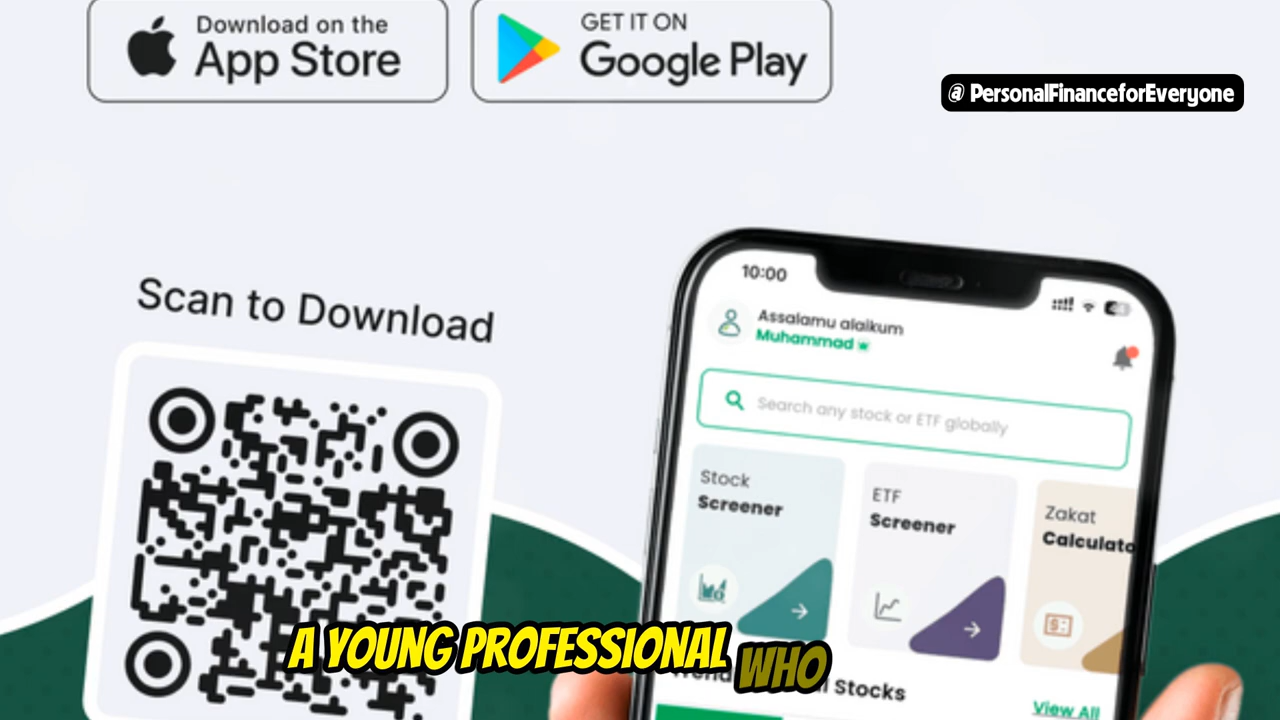 Download on the
App Store
GET IT ON
Google Play
@ PersonalFinanceforEveryone
Scan to Download
10:00
Assalamu alaikum
Muhammad
Search any stock or ETF globally
Stock
Screener
ETF
Screener
Zakat
Calculato
A YOUNG PROFESSIONAL WHO
Stocks
View All